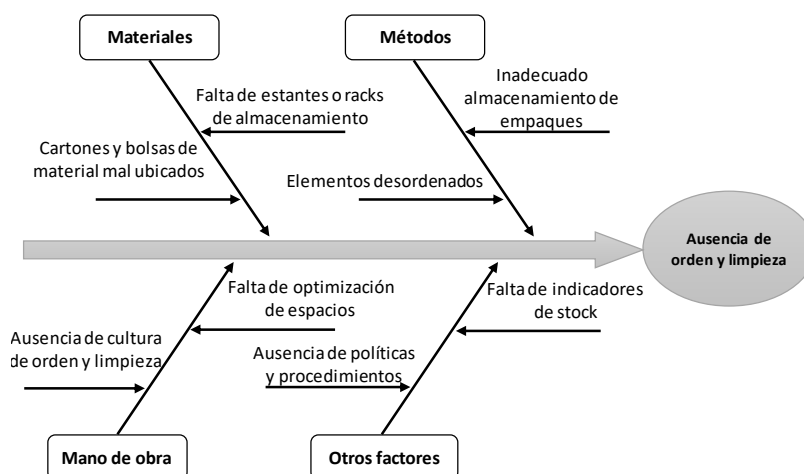 Materiales
Métodos
Falta de estantes o racks
de almacenamiento
Inadecuado
almacenamiento de
empaques
Cartones y bolsas de
material mal ubicados
Elementos desordenados
Ausencia de
orden y limpieza
Falta de optimización
de espacios
Falta de indicadores
de stock
Ausencia de cultura
de orden y limpieza
Ausencia de políticas
y procedimientos
Mano de obra
Otros factores